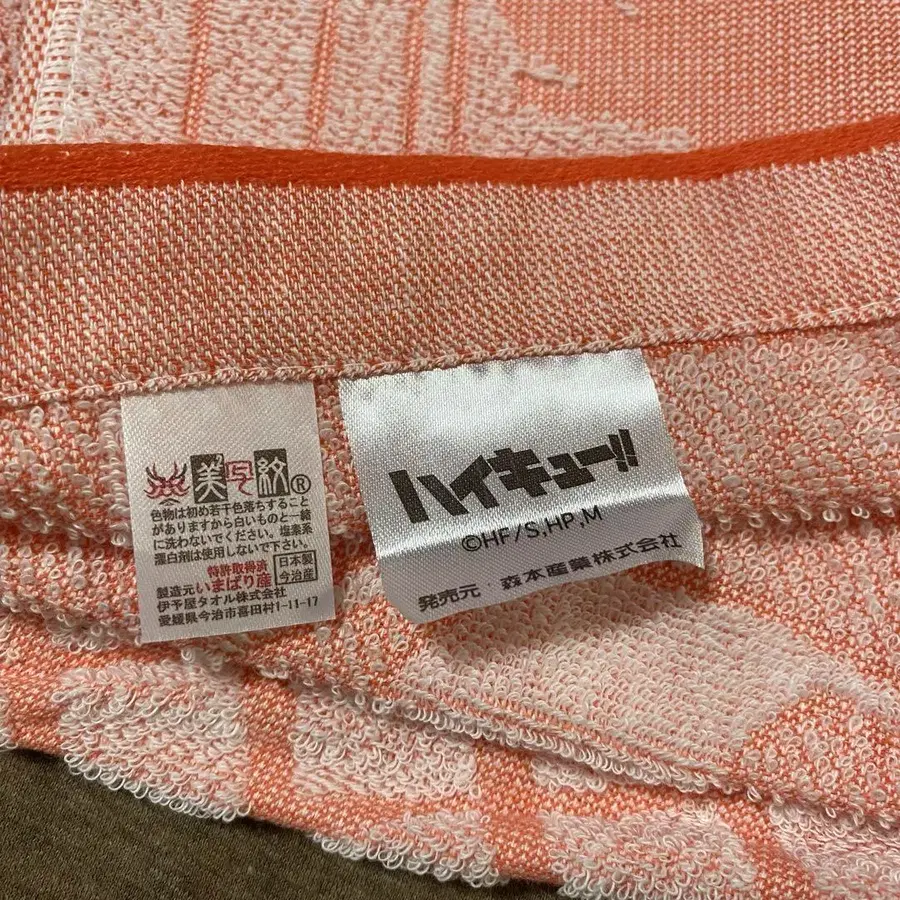 美写紋®
色物は初め若干色落ちすること
がありますから白いものと一緒
に洗わないでください。塩素系
漂白剤は使用しないで下さい。
特許取得済
製造元いまばり産
日本製
今治産
伊予屋タオル株式会社
愛媛県今治市喜田村1-11-17
ハイキュー!!
©HF/S,HP,M
発売元:森本産業株式会社